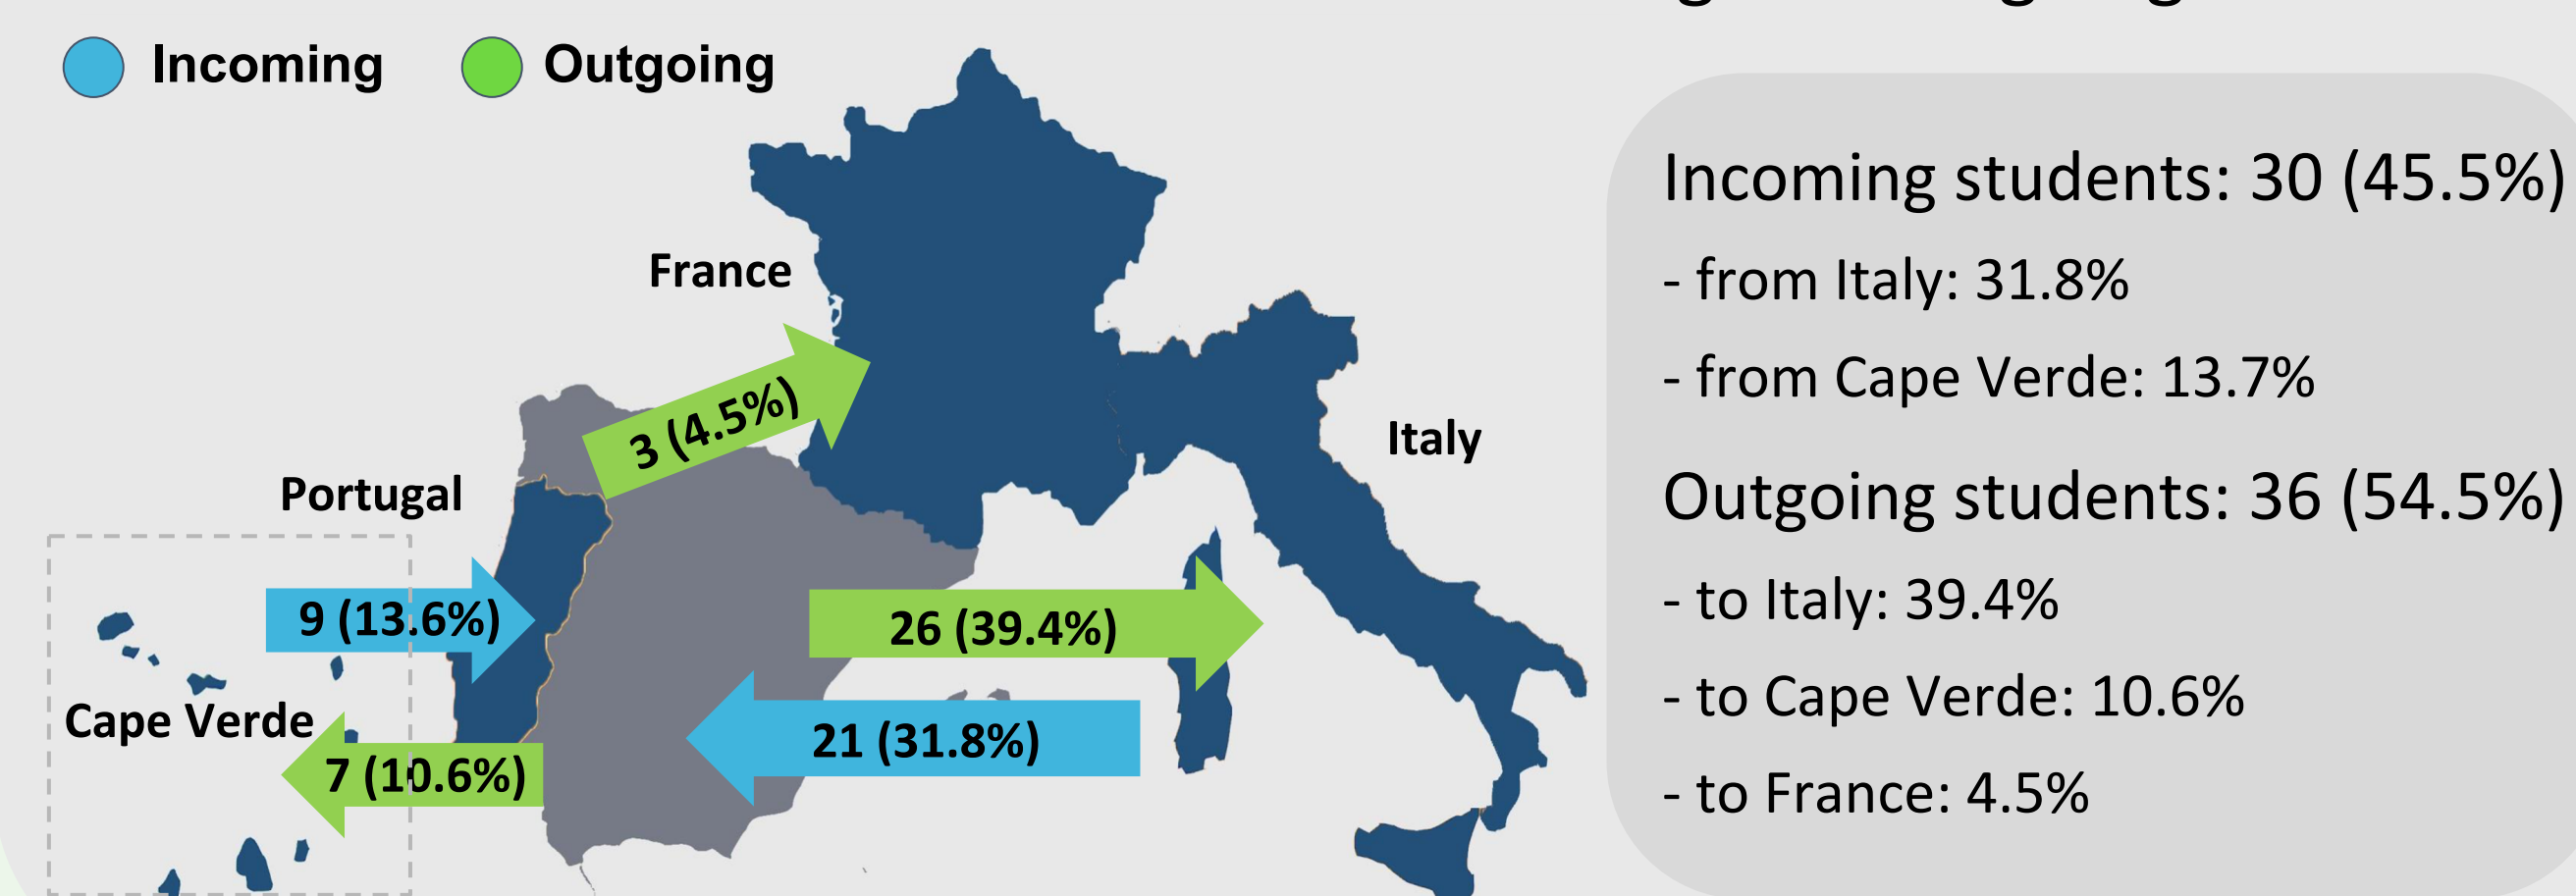 Incoming
Outgoing
France
3 (4.5%)
Italy
Portugal
9 (13.6%)
26 (39.4%)
Cape Verde
21 (31.8%)
7 (10.6%)
Incoming students: 30 (45.5%)
- from Italy: 31.8%
- from Cape Verde: 13.7%
Outgoing students: 36 (54.5%)
- to Italy: 39.4%
- to Cape Verde: 10.6%
- to France: 4.5%